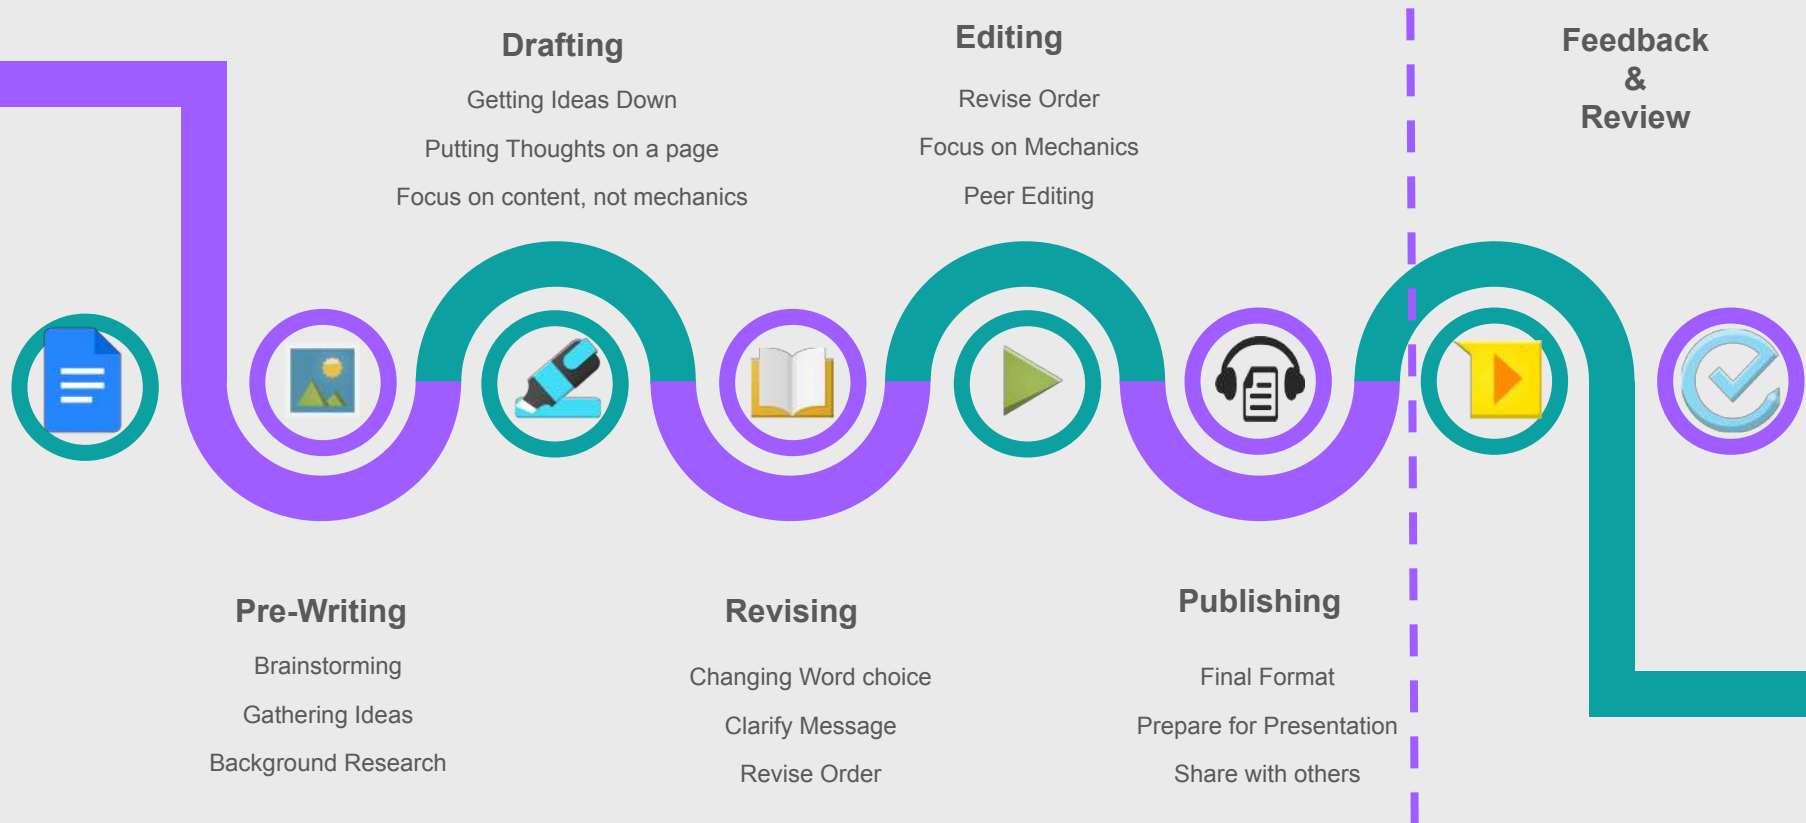 Drafting
Getting Ideas Down
Putting Thoughts on a page
Focus on content, not mechanics
Editing
Revise Order
Focus on Mechanics
Peer Editing
Feedback
&
Review
Pre-Writing
Brainstorming
Gathering Ideas
Background Research
Revising
Changing Word choice
Clarify Message
Revise Order
Publishing
Final Format
Prepare for Presentation
Share with others